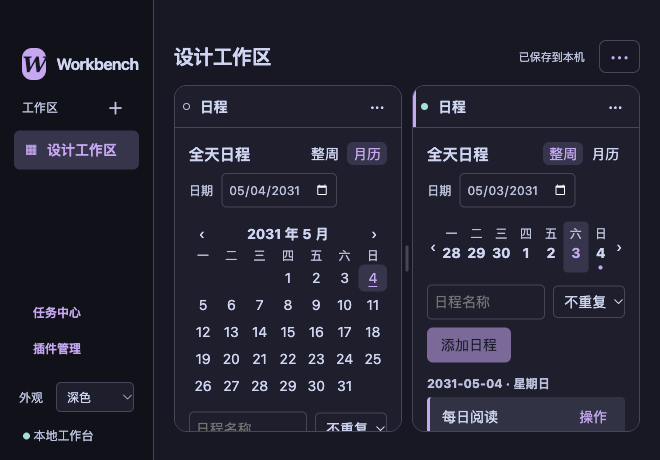 W Workbench
工作区 +
设计工作区
任务中心
插件管理
外观 深色
本地工作台
设计工作区
已保存到本机 ...
日程 ...
全天日程 整周 月历
日期 05/04/2031
‹ 2031 年 5 月 ›
一 二 三 四 五 六 日
1 2 3 4
5 6 7 8 9 10 11
12 13 14 15 16 17 18
19 20 21 22 23 24 25
26 27 28 29 30 31
日程名称 不重复
日程 ...
全天日程 整周 月历
日期 05/03/2031
一 二 三 四 五 六 日
‹ 28 29 30 1 2 3 4 ›
日程名称 不重复
添加日程
2031-05-04 · 星期日
每日阅读 操作